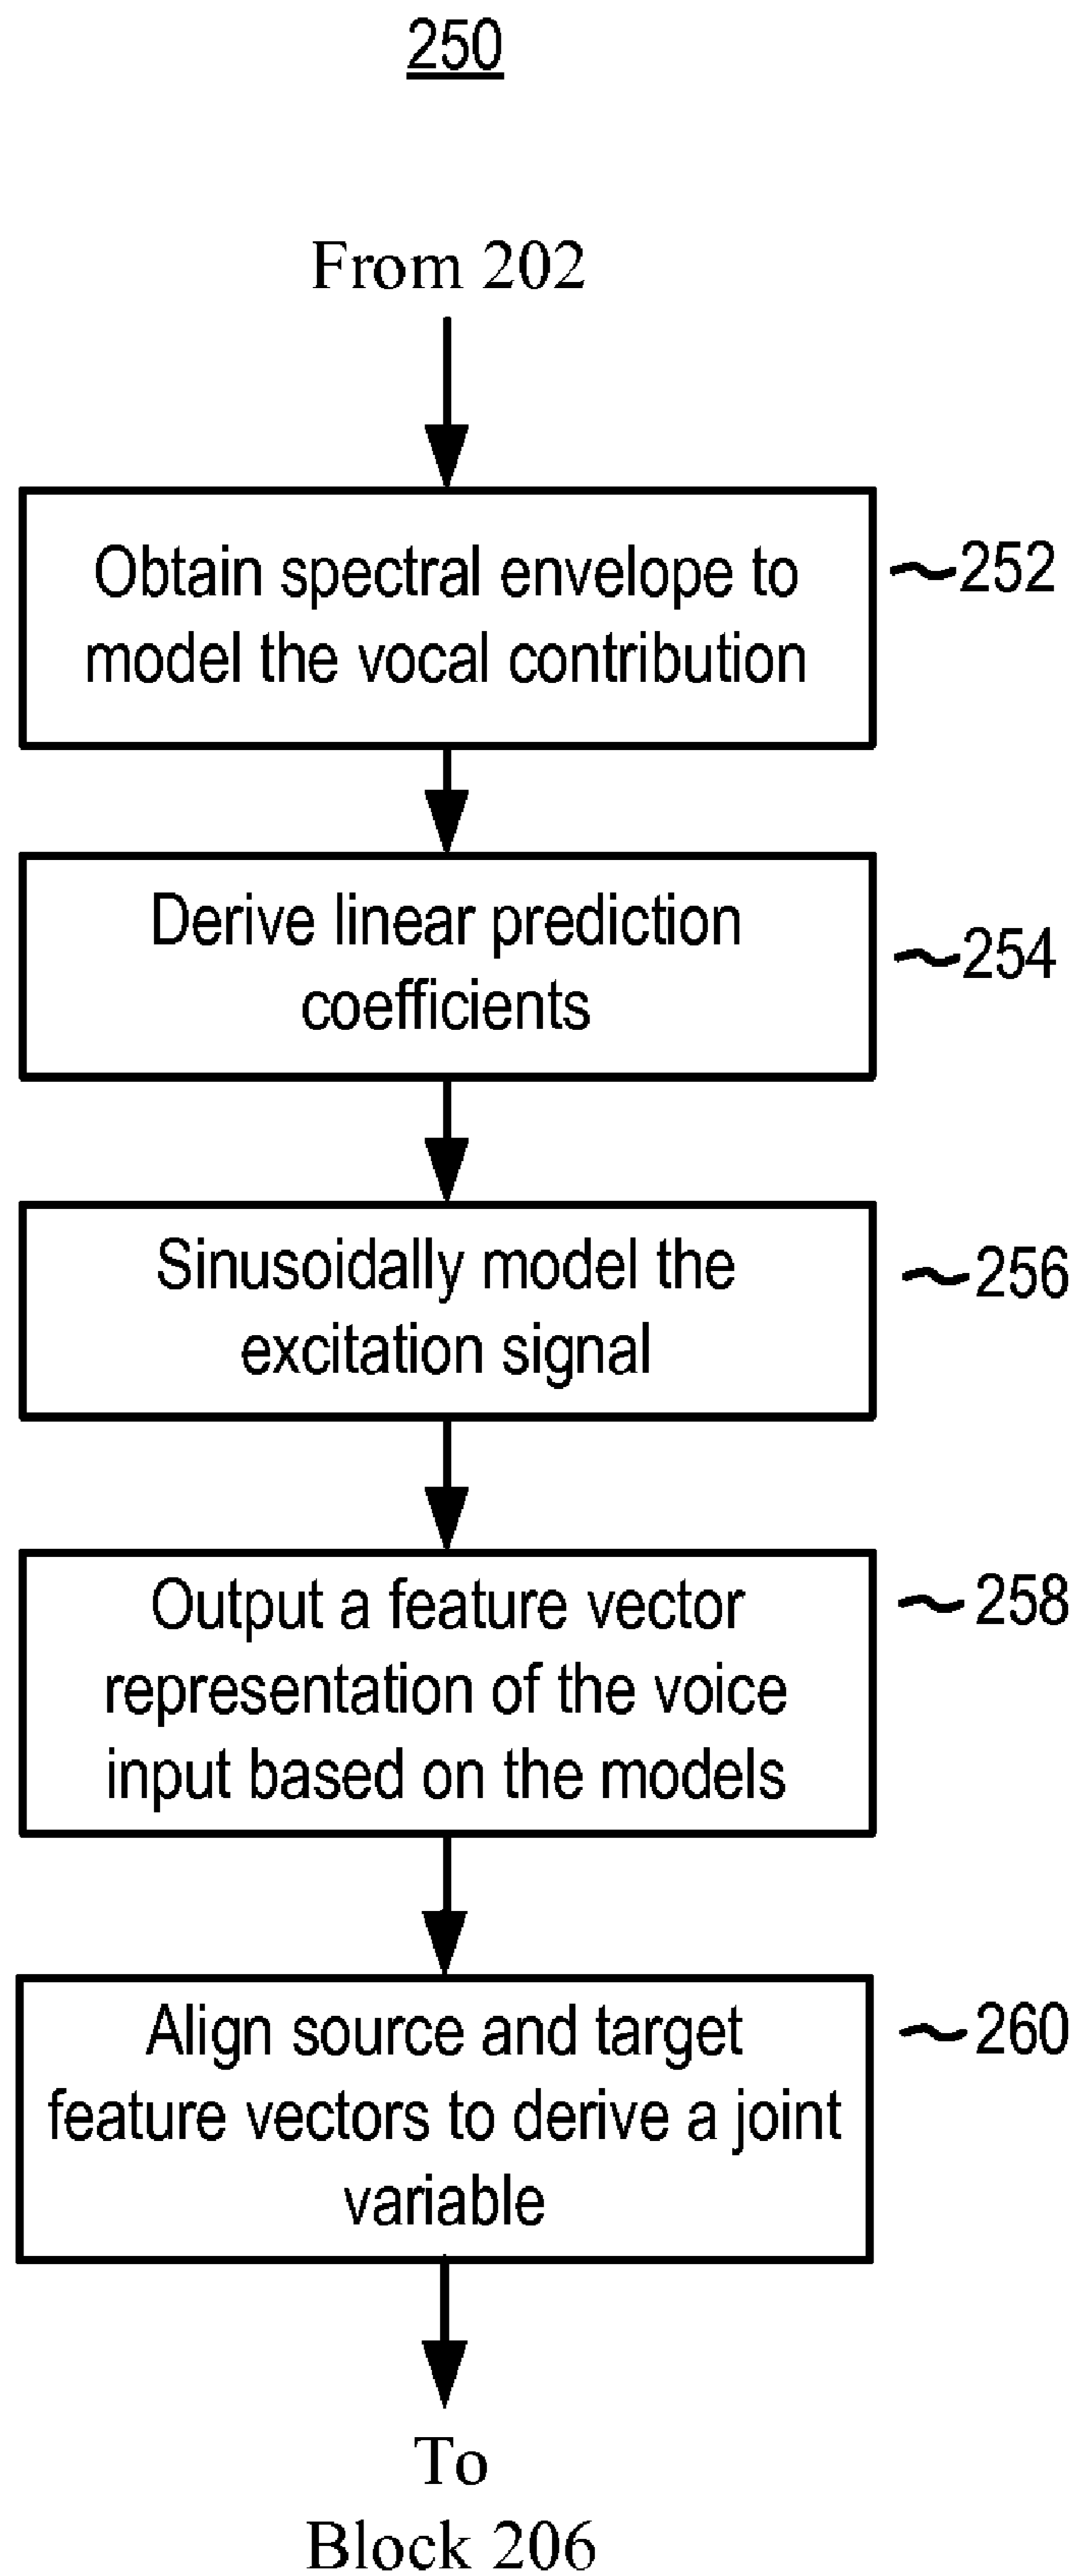 250
From 202
Obtain spectral envelope to
model the vocal contribution
252
Derive linear prediction
coefficients
254
Sinusoidally model the
excitation signal
256
Output a feature vector
representation of the voice
input based on the models
258
Align source and target
feature vectors to derive a joint
variable
260
To
Block 206